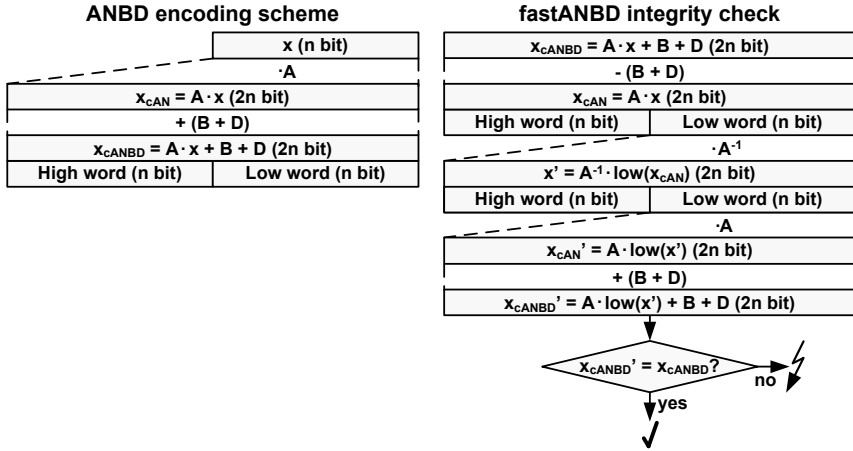 ANBD encoding scheme
x (n bit)
·A
x_cAN = A·x (2n bit)
+ (B + D)
x_cANBD = A·x + B + D (2n bit)
High word (n bit) Low word (n bit)
fastANBD integrity check
x_cANBD = A·x + B + D (2n bit)
- (B + D)
x_cAN = A·x (2n bit)
High word (n bit) Low word (n bit)
·A⁻¹
x' = A⁻¹·low(x_cAN) (2n bit)
High word (n bit) Low word (n bit)
·A
x_cAN' = A·low(x') (2n bit)
+ (B + D)
x_cANBD' = A·low(x') + B + D (2n bit)
x_cANBD' = x_cANBD?
no
yes